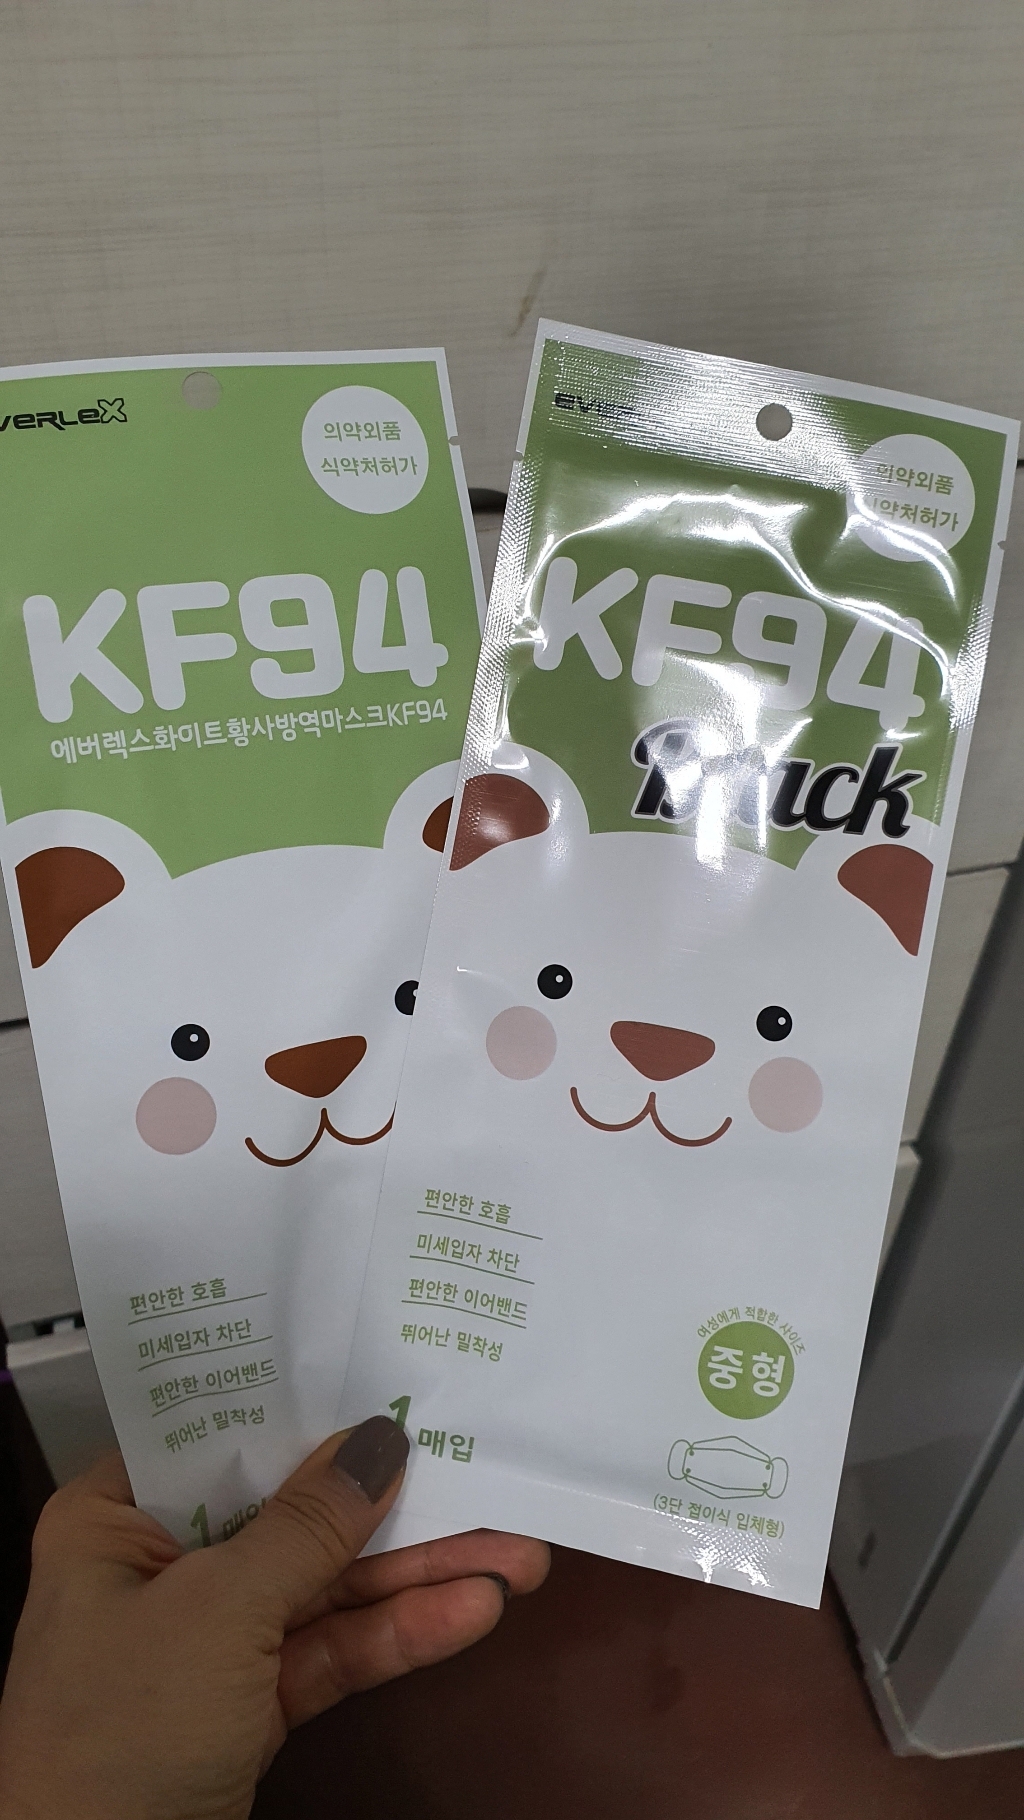 VERLEX
의약외품
식약처허가
KF94
에버렉스화이트황사방역마스크KF94
편안한 호흡
미세입자 차단
편안한 이어밴드
뛰어난 밀착성
1 매입
EVER
의약외품
식약처허가
KF94
Black
편안한 호흡
미세입자 차단
편안한 이어밴드
뛰어난 밀착성
1 매입
여성에게 적합한 사이즈
중형
(3단 접이식 입체형)